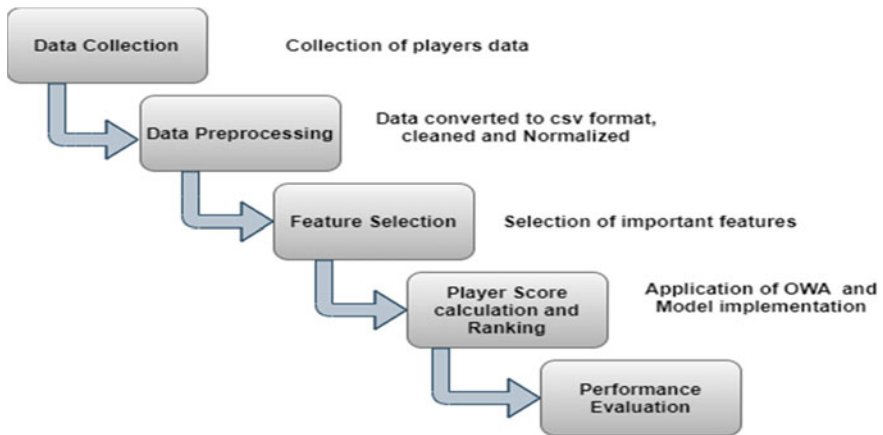 Data Collection
Collection of players data
Data Preprocessing
Data converted to csv format,
cleaned and Normalized
Feature Selection
Selection of important features
Player Score
calculation and
Ranking
Application of OWA and
Model implementation
Performance
Evaluation